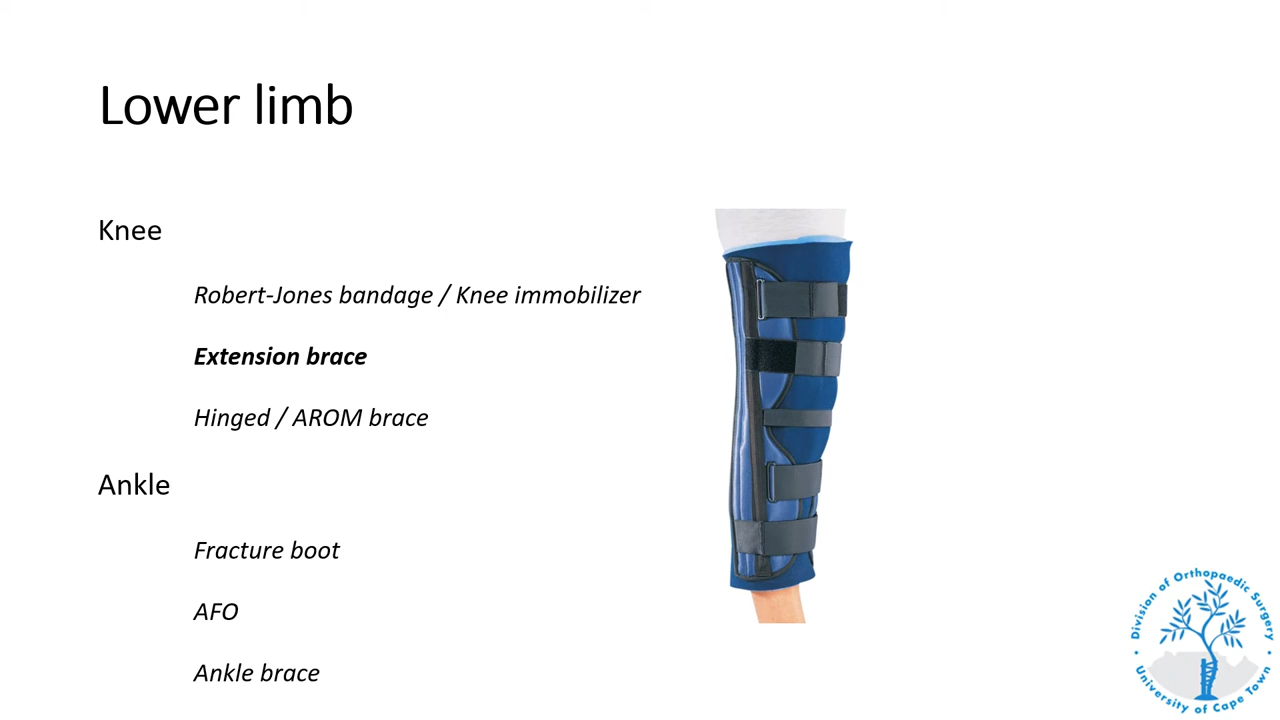 Lower limb
Knee
Robert-Jones bandage / Knee immobilizer
Extension brace
Hinged / AROM brace
Ankle
Fracture boot
AFO
Ankle brace
Division of Orthopaedic Surgery
University of Cape Town